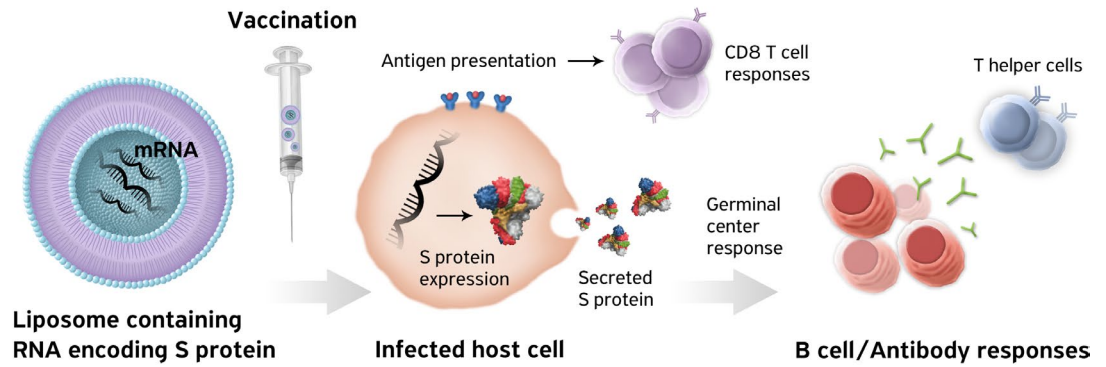 Vaccination
mRNA
Liposome containing
RNA encoding S protein
Antigen presentation
CD8 T cell
responses
S protein
expression
Secreted
S protein
Infected host cell
Germinal
center
response
T helper cells
B cell/Antibody responses